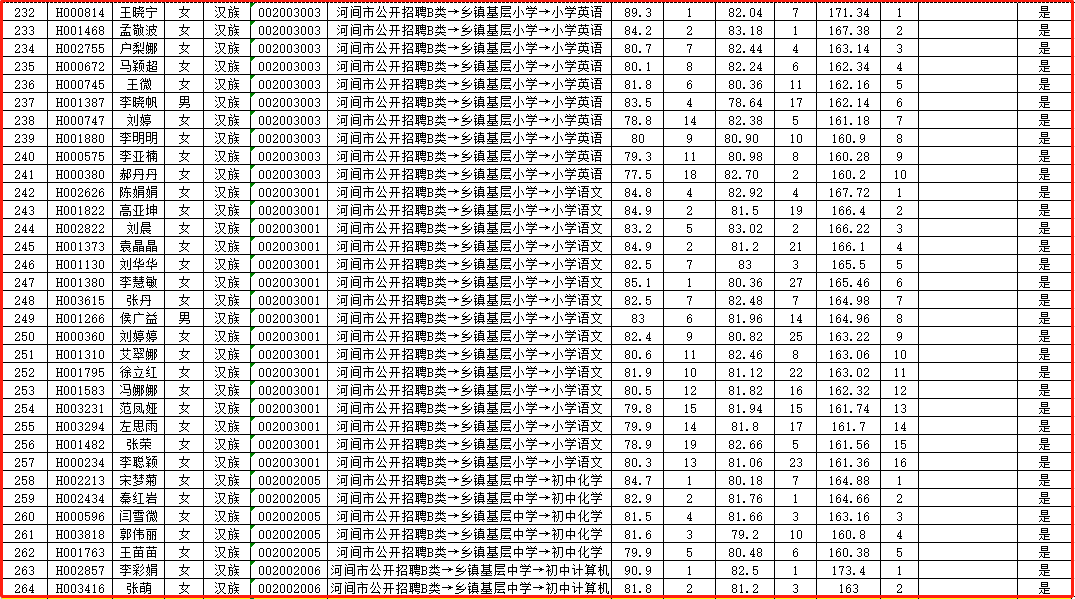 232 H000814 王晓宁 女 汉族 002003003 河间市公开招聘B类→乡镇基层小学→小学英语 89.3 1 82.04 7 171.34 1 是
233 H001468 孟敬波 女 汉族 002003003 河间市公开招聘B类→乡镇基层小学→小学英语 84.2 2 83.18 1 167.38 2 是
234 H002755 户梨娜 女 汉族 002003003 河间市公开招聘B类→乡镇基层小学→小学英语 80.7 7 82.44 4 163.14 3 是
235 H000672 马颖超 女 汉族 002003003 河间市公开招聘B类→乡镇基层小学→小学英语 80.1 8 82.24 6 162.34 4 是
236 H000745 王微 女 汉族 002003003 河间市公开招聘B类→乡镇基层小学→小学英语 81.8 6 80.36 11 162.16 5 是
237 H001387 李晓帆 男 汉族 002003003 河间市公开招聘B类→乡镇基层小学→小学英语 83.5 4 78.64 17 162.14 6 是
238 H000747 刘婷 女 汉族 002003003 河间市公开招聘B类→乡镇基层小学→小学英语 78.8 14 82.38 5 161.18 7 是
239 H001880 李明明 女 汉族 002003003 河间市公开招聘B类→乡镇基层小学→小学英语 80 9 80.90 10 160.9 8 是
240 H000575 李亚楠 女 汉族 002003003 河间市公开招聘B类→乡镇基层小学→小学英语 79.3 11 80.98 8 160.28 9 是
241 H000380 郝丹丹 女 汉族 002003003 河间市公开招聘B类→乡镇基层小学→小学英语 77.5 18 82.70 2 160.2 10 是
242 H002626 陈娟娟 女 汉族 002003001 河间市公开招聘B类→乡镇基层小学→小学语文 84.8 4 82.92 4 167.72 1 是
243 H001822 高亚坤 女 汉族 002003001 河间市公开招聘B类→乡镇基层小学→小学语文 84.9 2 81.5 19 166.4 2 是
244 H002822 刘晨 女 汉族 002003001 河间市公开招聘B类→乡镇基层小学→小学语文 83.2 5 83.02 2 166.22 3 是
245 H001373 袁晶晶 女 汉族 002003001 河间市公开招聘B类→乡镇基层小学→小学语文 84.9 2 81.2 21 166.1 4 是
246 H001130 刘华华 女 汉族 002003001 河间市公开招聘B类→乡镇基层小学→小学语文 82.5 7 83 3 165.5 5 是
247 H001380 李慧敏 女 汉族 002003001 河间市公开招聘B类→乡镇基层小学→小学语文 85.1 1 80.36 27 165.46 6 是
248 H003615 张丹 女 汉族 002003001 河间市公开招聘B类→乡镇基层小学→小学语文 82.5 7 82.48 7 164.98 7 是
249 H001266 侯广益 男 汉族 002003001 河间市公开招聘B类→乡镇基层小学→小学语文 83 6 81.96 14 164.96 8 是
250 H000360 刘婷婷 女 汉族 002003001 河间市公开招聘B类→乡镇基层小学→小学语文 82.4 9 80.82 25 163.22 9 是
251 H001310 艾翠娜 女 汉族 002003001 河间市公开招聘B类→乡镇基层小学→小学语文 80.6 11 82.46 8 163.06 10 是
252 H001795 徐立红 女 汉族 002003001 河间市公开招聘B类→乡镇基层小学→小学语文 81.9 10 81.12 22 163.02 11 是
253 H001583 冯娜娜 女 汉族 002003001 河间市公开招聘B类→乡镇基层小学→小学语文 80.5 12 81.82 16 162.32 12 是
254 H003231 范凤娅 女 汉族 002003001 河间市公开招聘B类→乡镇基层小学→小学语文 79.8 15 81.94 15 161.74 13 是
255 H003294 左思雨 女 汉族 002003001 河间市公开招聘B类→乡镇基层小学→小学语文 79.9 14 81.8 17 161.7 14 是
256 H001482 张荣 女 汉族 002003001 河间市公开招聘B类→乡镇基层小学→小学语文 78.9 19 82.66 5 161.56 15 是
257 H000234 李聪颖 女 汉族 002003001 河间市公开招聘B类→乡镇基层小学→小学语文 80.3 13 81.06 23 161.36 16 是
258 H002213 宋梦菊 女 汉族 002002005 河间市公开招聘B类→乡镇基层中学→初中化学 84.7 1 80.18 7 164.88 1 是
259 H002434 秦红岩 女 汉族 002002005 河间市公开招聘B类→乡镇基层中学→初中化学 82.9 2 81.76 1 164.66 2 是
260 H000596 闫雪微 女 汉族 002002005 河间市公开招聘B类→乡镇基层中学→初中化学 81.5 4 81.66 3 163.16 3 是
261 H003818 郭伟丽 女 汉族 002002005 河间市公开招聘B类→乡镇基层中学→初中化学 81.6 3 79.2 10 160.8 4 是
262 H001763 王苗苗 女 汉族 002002005 河间市公开招聘B类→乡镇基层中学→初中化学 79.9 5 80.48 6 160.38 5 是
263 H002857 李彩娟 女 汉族 002002006 河间市公开招聘B类→乡镇基层中学→初中计算机 90.9 1 82.5 1 173.4 1 是
264 H003416 张萌 女 汉族 002002006 河间市公开招聘B类→乡镇基层中学→初中计算机 81.8 2 81.2 3 163 2 是